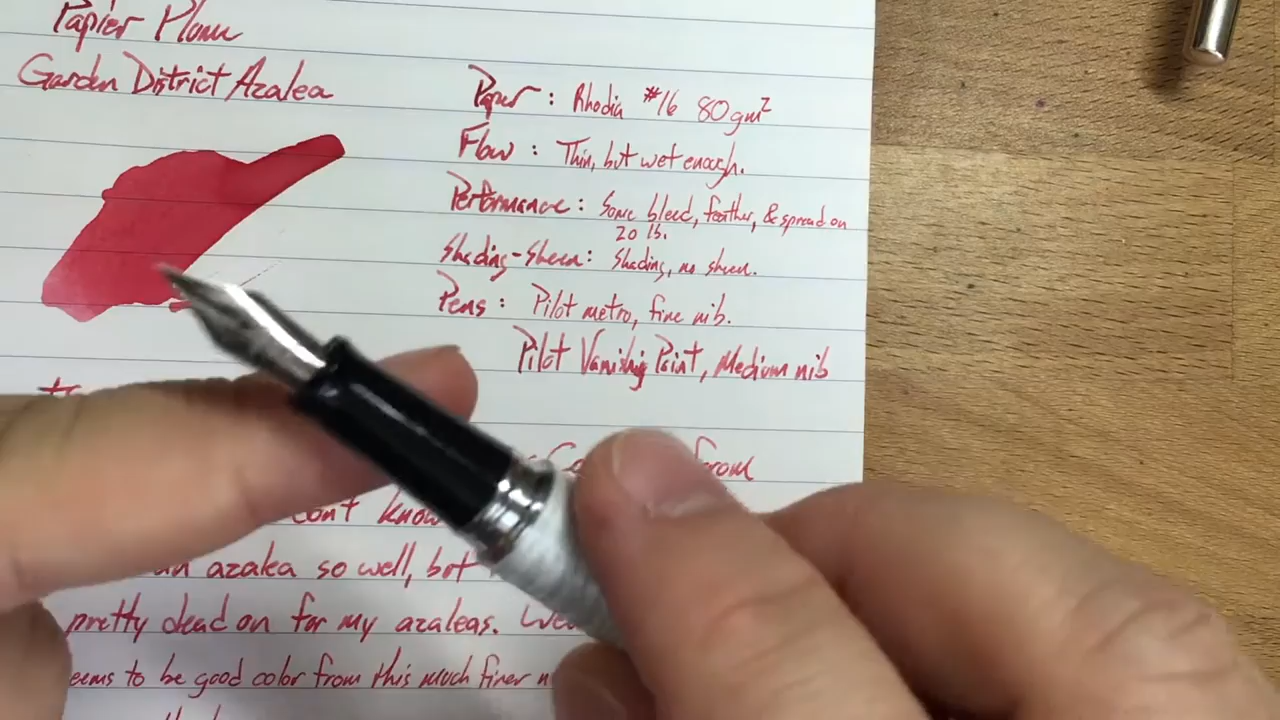 Papier Plume
Garden District Azalea
Paper: Rhodia #16 80gm²
Flow: Thin, but wet enough.
Performance: Some bleed, feather, & spread on
20 lb.
Shading-Sheen: Shading, no sheen.
Pens: Pilot metro, fine nib.
Pilot Vanishing Point, Medium nib
from
don't know
an azalea so well, but
pretty dead on for my azaleas.
seems to be good color from this much finer